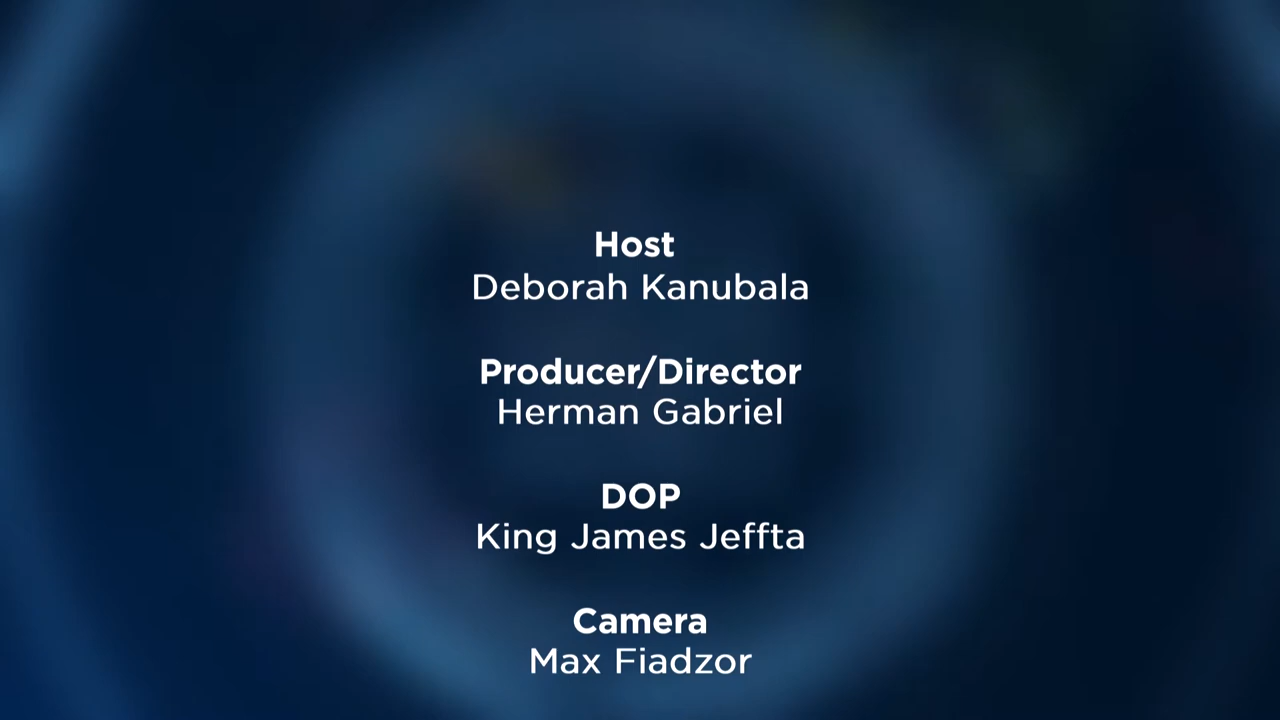 Host
Deborah Kanubala
Producer/Director
Herman Gabriel
DOP
King James Jeffta
Camera
Max Fiadzor